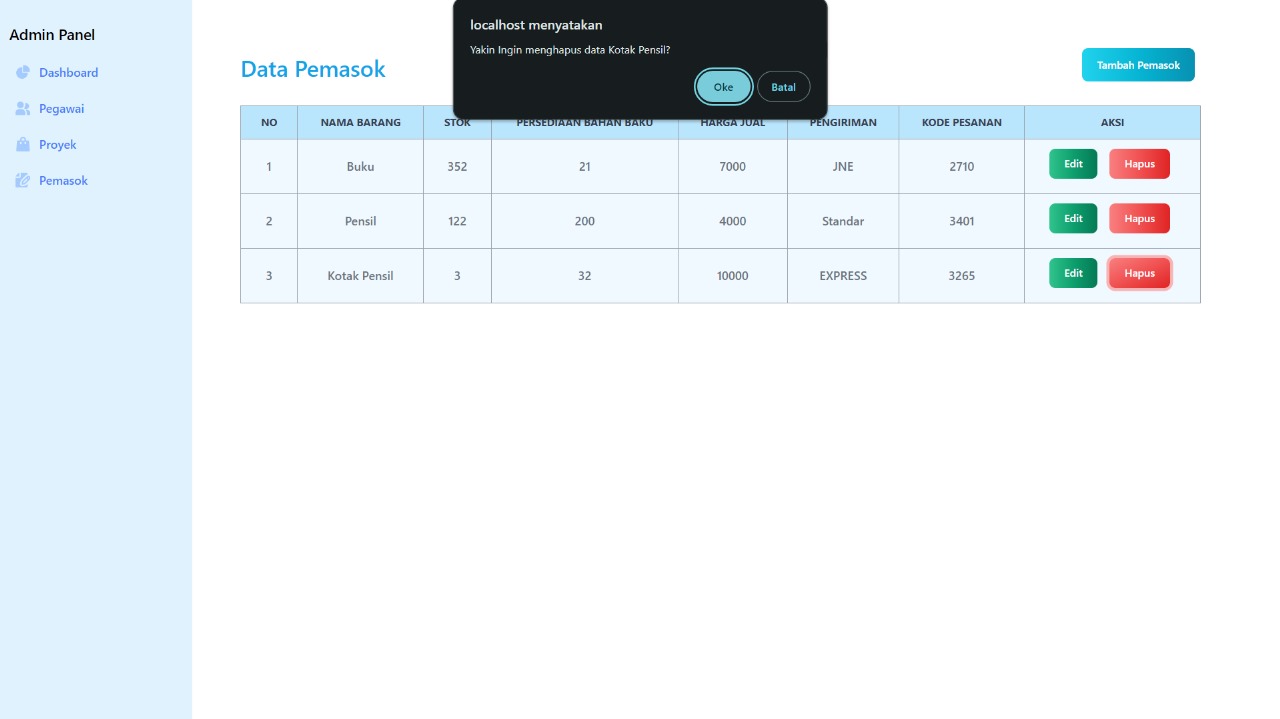 localhost menyatakan
Yakin Ingin menghapus data Kotak Pensil?
Oke Batal
Admin Panel
Dashboard
Pegawai
Proyek
Pemasok
Data Pemasok
Tambah Pemasok
NO NAMA BARANG STOK PERSEDIAAN BAHAN BAKU HARGA JUAL PENGIRIMAN KODE PESANAN AKSI
1 Buku 352 21 7000 JNE 2710 Edit Hapus
2 Pensil 122 200 4000 Standar 3401 Edit Hapus
3 Kotak Pensil 3 32 10000 EXPRESS 3265 Edit Hapus